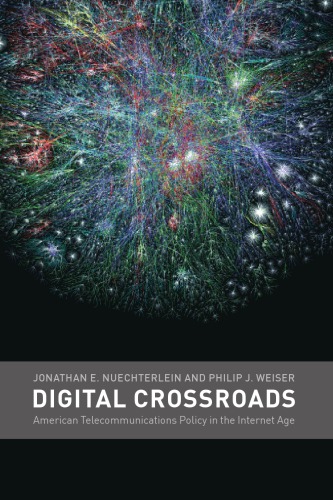 JONATHAN E. NUECHTERLEIN AND PHILIP J. WEISER
DIGITAL CROSSROADS
American Telecommunications Policy in the Internet Age